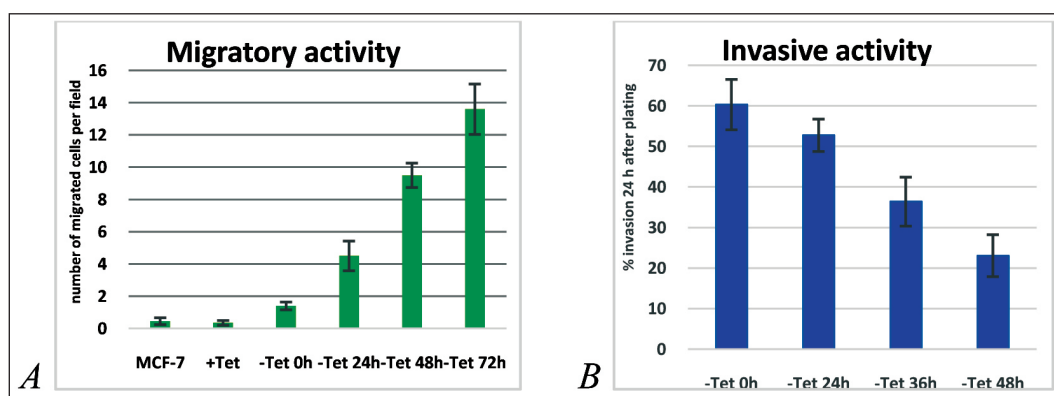 Migratory activity
number of migrated cells per field
16
14
12
10
8
6
4
2
0
MCF-7 +Tet -Tet 0h -Tet 24h -Tet 48h -Tet 72h
A
Invasive activity
% invasion 24 h after plating
70
60
50
40
30
20
10
0
-Tet 0h -Tet 24h -Tet 36h -Tet 48h
B